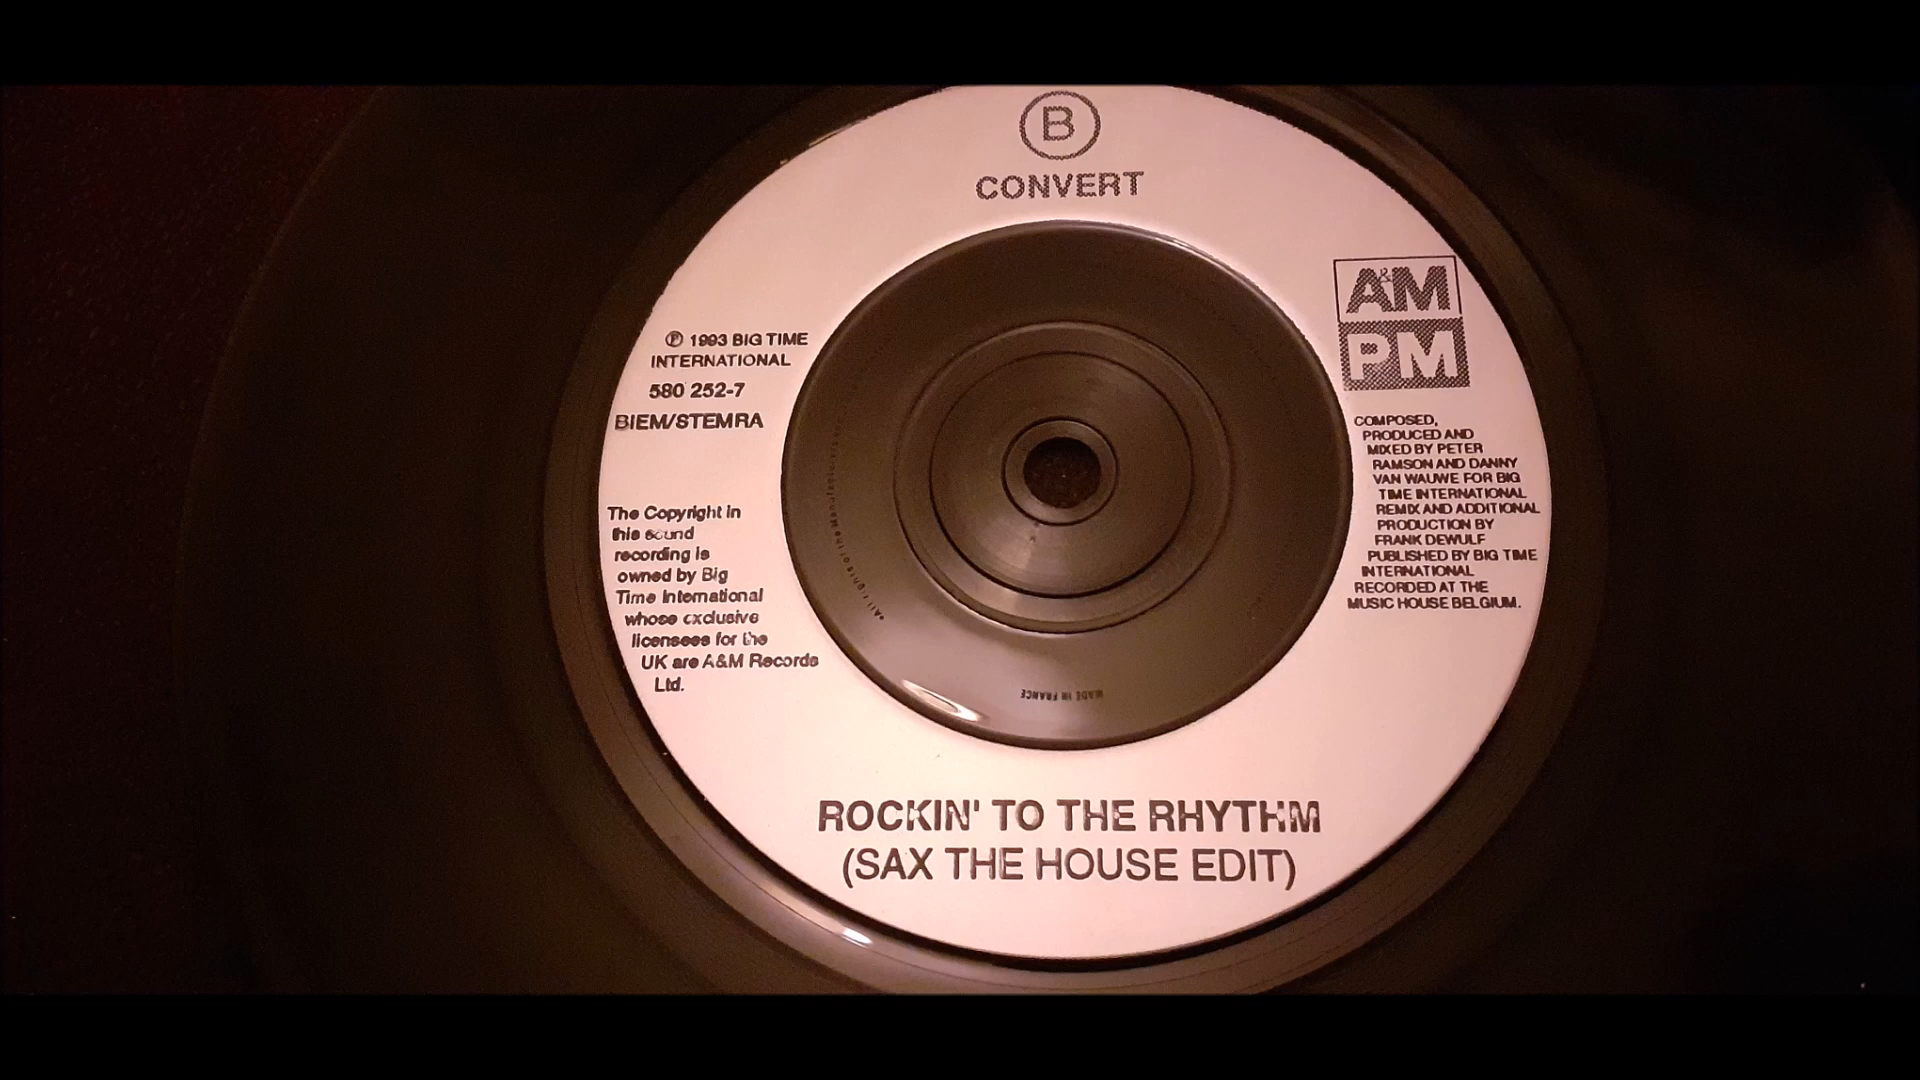 B
CONVERT
A&M
PM
℗ 1993 BIG TIME
INTERNATIONAL
580 252-7
BIEM/STEMRA
The Copyright in
this sound
recording is
owned by Big
Time International
whose exclusive
licensees for the
UK are A&M Records
Ltd.
COMPOSED,
PRODUCED AND
MIXED BY PETER
RAMSON AND DANNY
VAN WAUWE FOR BIG
TIME INTERNATIONAL
REMIX AND ADDITIONAL
PRODUCTION BY
FRANK DEWULF
PUBLISHED BY BIG TIME
INTERNATIONAL
RECORDED AT THE
MUSIC HOUSE BELGIUM.
MADE IN FRANCE
ROCKIN' TO THE RHYTHM
(SAX THE HOUSE EDIT)